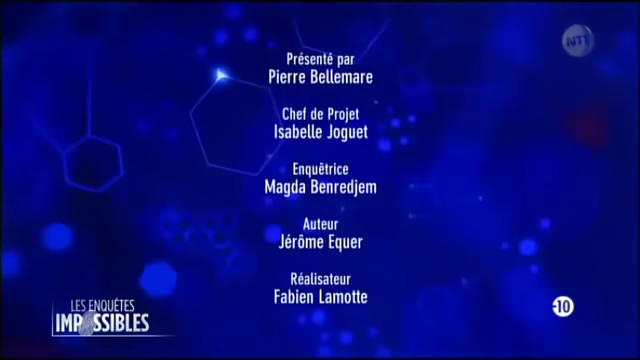 NT1
Présenté par
Pierre Bellemare
Chef de Projet
Isabelle Joguet
Enquêtrice
Magda Benredjem
Auteur
Jérôme Equer
Réalisateur
Fabien Lamotte
LES ENQUÊTES
IMPOSSIBLES
-10